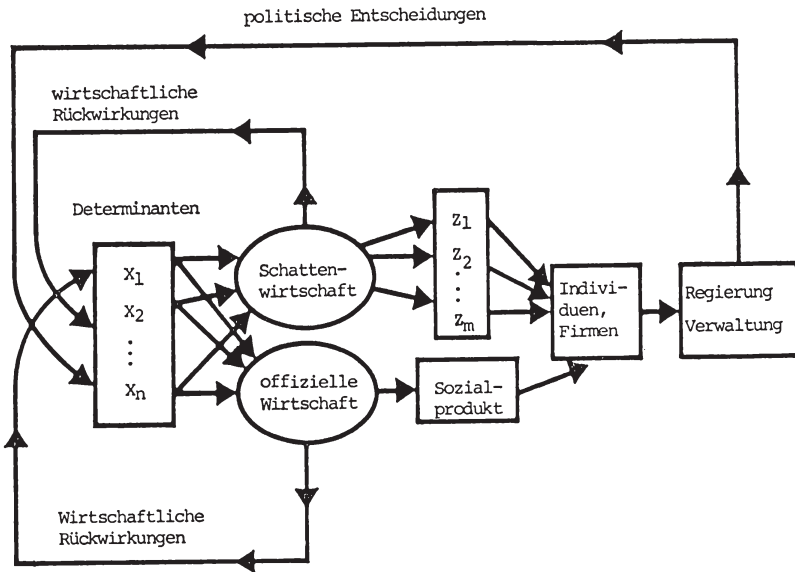 politische Entscheidungen
wirtschaftliche
Rückwirkungen
Determinanten
X1
X2
...
Xn
Schatten-
wirtschaft
offizielle
Wirtschaft
Z1
Z2
...
Zm
Sozial-
produkt
Indivi-
duen,
Firmen
Regierung
Verwaltung
Wirtschaftliche
Rückwirkungen